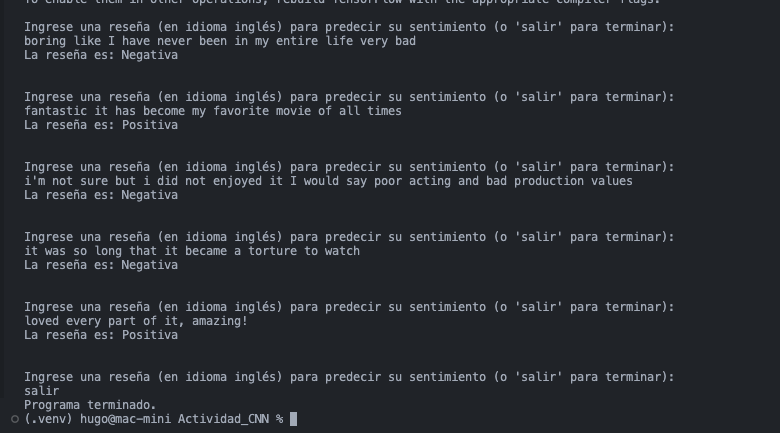 To enable them in other operations, rebuild TensorFlow with the appropriate compiler flags.
Ingrese una reseña (en idioma inglés) para predecir su sentimiento (o 'salir' para terminar):
boring like I have never been in my entire life very bad
La reseña es: Negativa
Ingrese una reseña (en idioma inglés) para predecir su sentimiento (o 'salir' para terminar):
fantastic it has become my favorite movie of all times
La reseña es: Positiva
Ingrese una reseña (en idioma inglés) para predecir su sentimiento (o 'salir' para terminar):
i'm not sure but i did not enjoyed it I would say poor acting and bad production values
La reseña es: Negativa
Ingrese una reseña (en idioma inglés) para predecir su sentimiento (o 'salir' para terminar):
it was so long that it became a torture to watch
La reseña es: Negativa
Ingrese una reseña (en idioma inglés) para predecir su sentimiento (o 'salir' para terminar):
loved every part of it, amazing!
La reseña es: Positiva
Ingrese una reseña (en idioma inglés) para predecir su sentimiento (o 'salir' para terminar):
salir
Programa terminado.
(.venv) hugo@mac-mini Actividad_CNN %